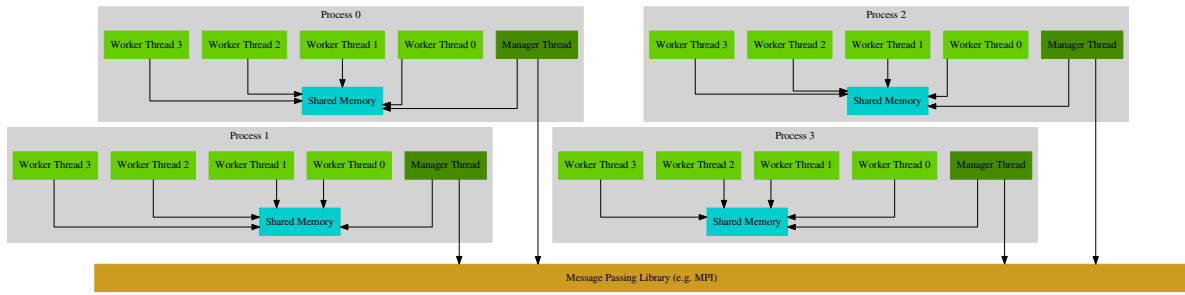 Process 0
Worker Thread 3
Worker Thread 2
Worker Thread 1
Worker Thread 0
Manager Thread
Shared Memory
Process 2
Worker Thread 3
Worker Thread 2
Worker Thread 1
Worker Thread 0
Manager Thread
Shared Memory
Process 1
Worker Thread 3
Worker Thread 2
Worker Thread 1
Worker Thread 0
Manager Thread
Shared Memory
Process 3
Worker Thread 3
Worker Thread 2
Worker Thread 1
Worker Thread 0
Manager Thread
Shared Memory
Message Passing Library (e.g. MPI)